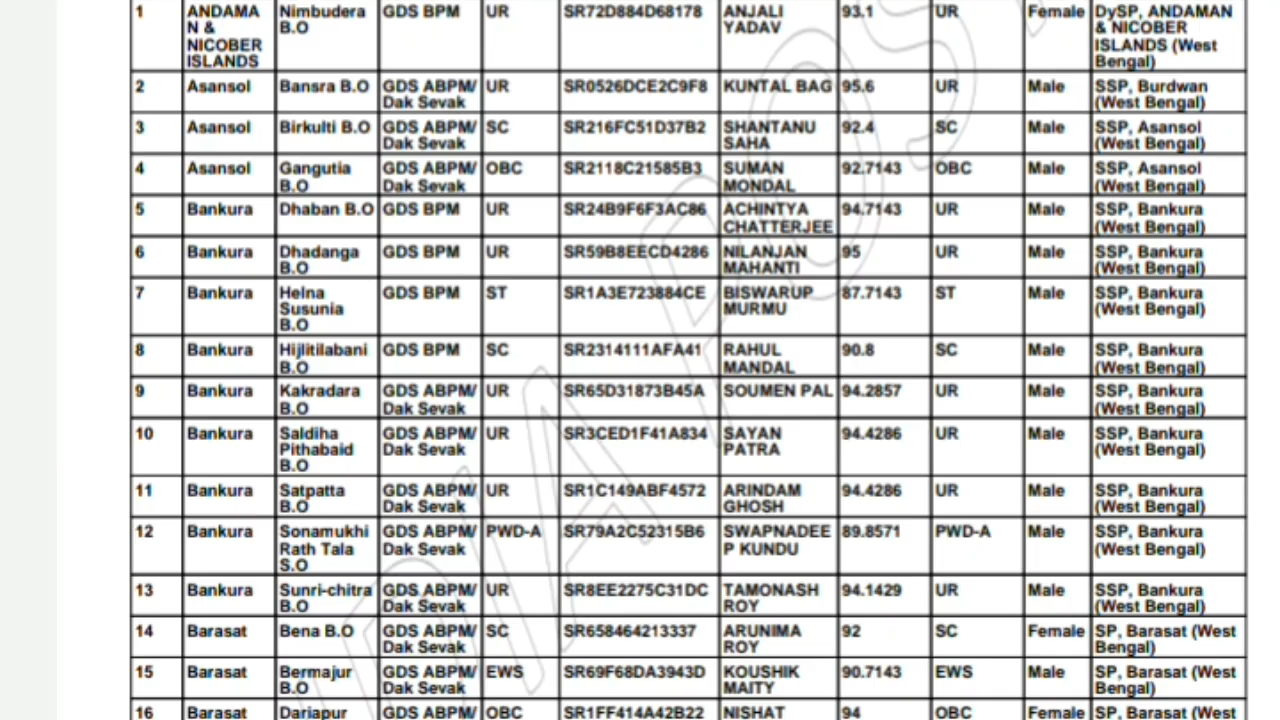 1 ANDAMAN & NICOBER ISLANDS Nimbudera B.O GDS BPM UR SR72D884D68178 ANJALI YADAV 93.1 UR Female DySP, ANDAMAN & NICOBER ISLANDS (West Bengal)
2 Asansol Bansra B.O GDS ABPM/ Dak Sevak UR SR0526DCE2C9F8 KUNTAL BAG 95.6 UR Male SSP, Burdwan (West Bengal)
3 Asansol Birkulti B.O GDS ABPM/ Dak Sevak SC SR216FC51D37B2 SHANTANU SAHA 92.4 SC Male SSP, Asansol (West Bengal)
4 Asansol Gangutia B.O GDS ABPM/ Dak Sevak OBC SR2118C21585B3 SUMAN MONDAL 92.7143 OBC Male SSP, Asansol (West Bengal)
5 Bankura Dhaban B.O GDS BPM UR SR24B9F6F3AC86 ACHINTYA CHATTERJEE 94.7143 UR Male SSP, Bankura (West Bengal)
6 Bankura Dhadanga B.O GDS BPM UR SR59B8EECD4286 NILANJAN MAHANTI 95 UR Male SSP, Bankura (West Bengal)
7 Bankura Helna Susunia B.O GDS BPM ST SR1A3E723884CE BISWARUP MURMU 87.7143 ST Male SSP, Bankura (West Bengal)
8 Bankura Hijlitilabani B.O GDS BPM SC SR2314111AFA41 RAHUL MANDAL 90.8 SC Male SSP, Bankura (West Bengal)
9 Bankura Kakradara B.O GDS ABPM/ Dak Sevak UR SR65D31873B45A SOUMEN PAL 94.2857 UR Male SSP, Bankura (West Bengal)
10 Bankura Saldiha Pithabaid B.O GDS ABPM/ Dak Sevak UR SR3CED1F41A834 SAYAN PATRA 94.4286 UR Male SSP, Bankura (West Bengal)
11 Bankura Satpatta B.O GDS ABPM/ Dak Sevak UR SR1C149ABF4572 ARINDAM GHOSH 94.4286 UR Male SSP, Bankura (West Bengal)
12 Bankura Sonamukhi Rath Tala S.O GDS ABPM/ Dak Sevak PWD-A SR79A2C52315B6 SWAPNADEEP KUNDU 89.8571 PWD-A Male SSP, Bankura (West Bengal)
13 Bankura Sunri-chitra B.O GDS ABPM/ Dak Sevak UR SR8EE2275C31DC TAMONASH ROY 94.1429 UR Male SSP, Bankura (West Bengal)
14 Barasat Bena B.O GDS ABPM/ Dak Sevak SC SR658464213337 ARUNIMA ROY 92 SC Female SP, Barasat (West Bengal)
15 Barasat Bermajur B.O GDS ABPM/ Dak Sevak EWS SR69F68DA3943D KOUSHIK MAITY 90.7143 EWS Male SP, Barasat (West Bengal)
16 Barasat Dariapur GDS ABPM/ OBC SR1FF414A42B22 NISHAT 94 OBC Female SP, Barasat (West